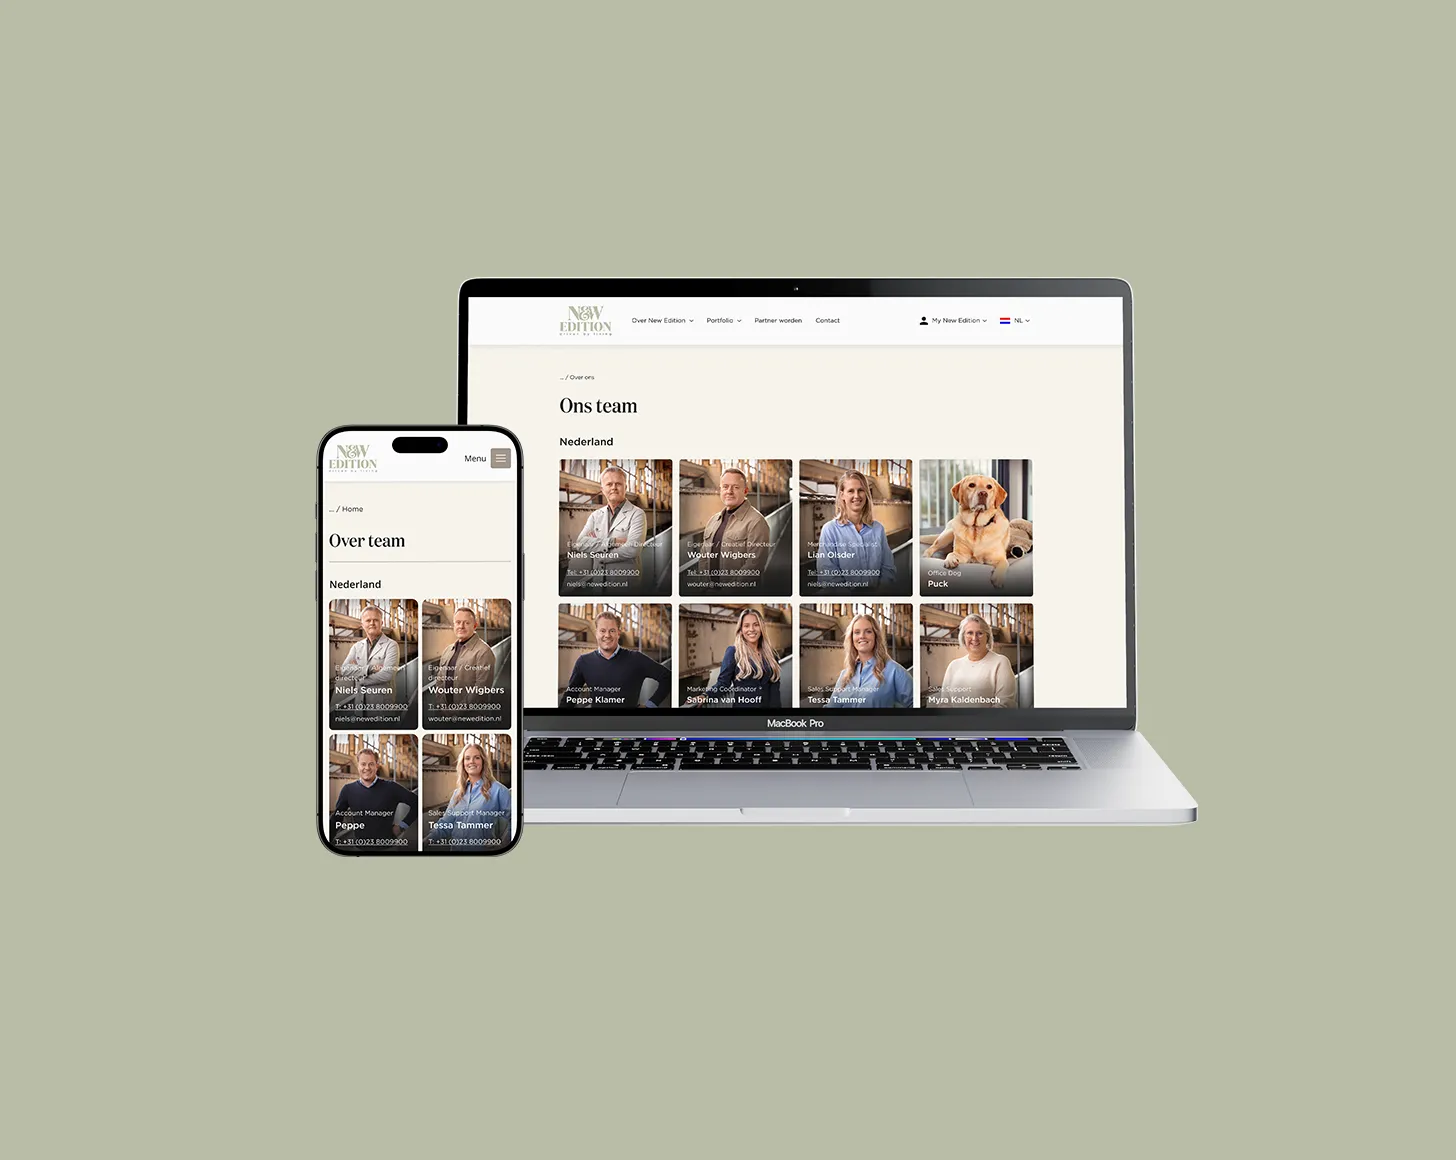 NEW
EDITION
Over New Edition
Portfolio
Partner worden
Contact
My New Edition
NL
... / Over ons
Ons team
Nederland
Eigenaar / Algemeen Directeur
Niels Seuren
Tel: +31 (0)23 8009900
niels@newedition.nl
Eigenaar / Creatief Directeur
Wouter Wigbers
Tel: +31 (0)23 8009900
wouter@newedition.nl
Merchandise Specialist
Lian Olsder
Tel: +31 (0)23 8009900
niels@newedition.nl
Office Dog
Puck
Account Manager
Peppe Klamer
Marketing Coördinator *
Sabrina van Hooff
Sales Support Manager
Tessa Tammer
Sales Support
Myra Kaldenbach
MacBook Pro
NEW
EDITION
Menu
... / Home
Over team
Nederland
Eigenaar / Algemeen
directeur
Niels Seuren
T: +31 (0)23 8009900
niels@newedition.nl
Eigenaar / Creatief
directeur
Wouter Wigbers
T: +31 (0)23 8009900
wouter@newedition.nl
Account Manager
Peppe
T: +31 (0)23 8009900
Sales Support Manager
Tessa Tammer
T: +31 (0)23 8009900